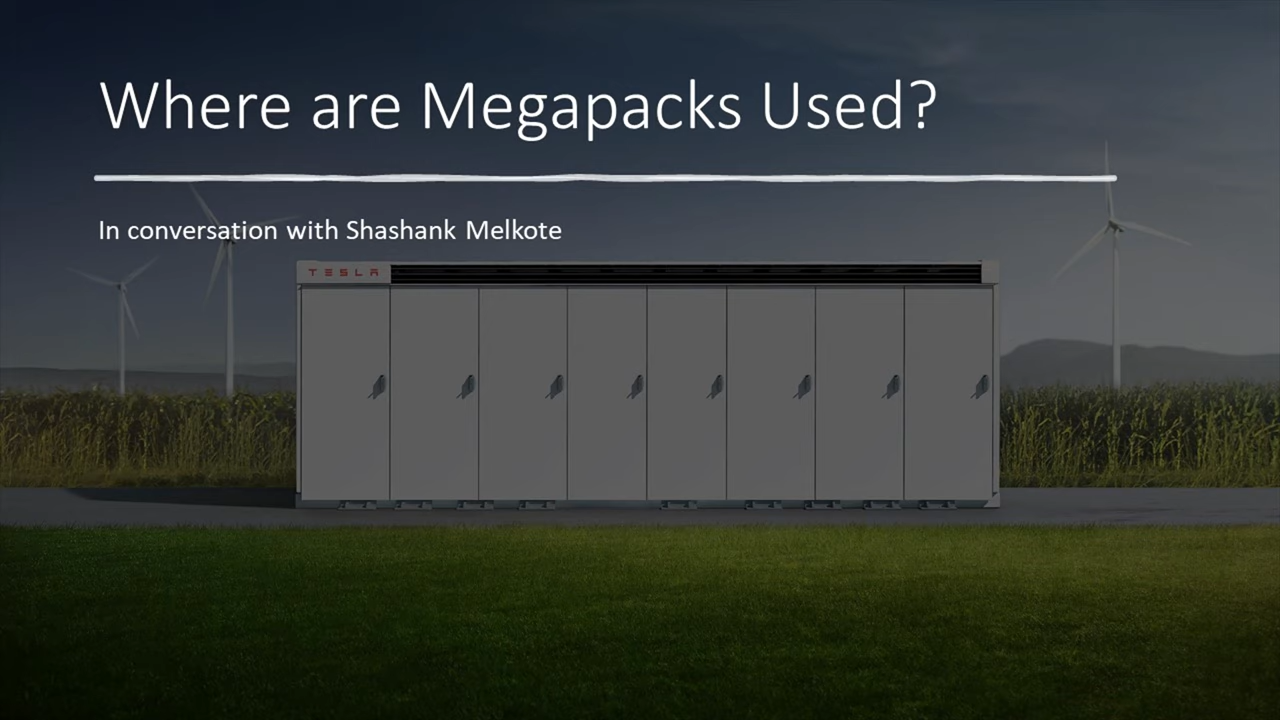 Where are Megapacks Used?
In conversation with Shashank Melkote
TESLA